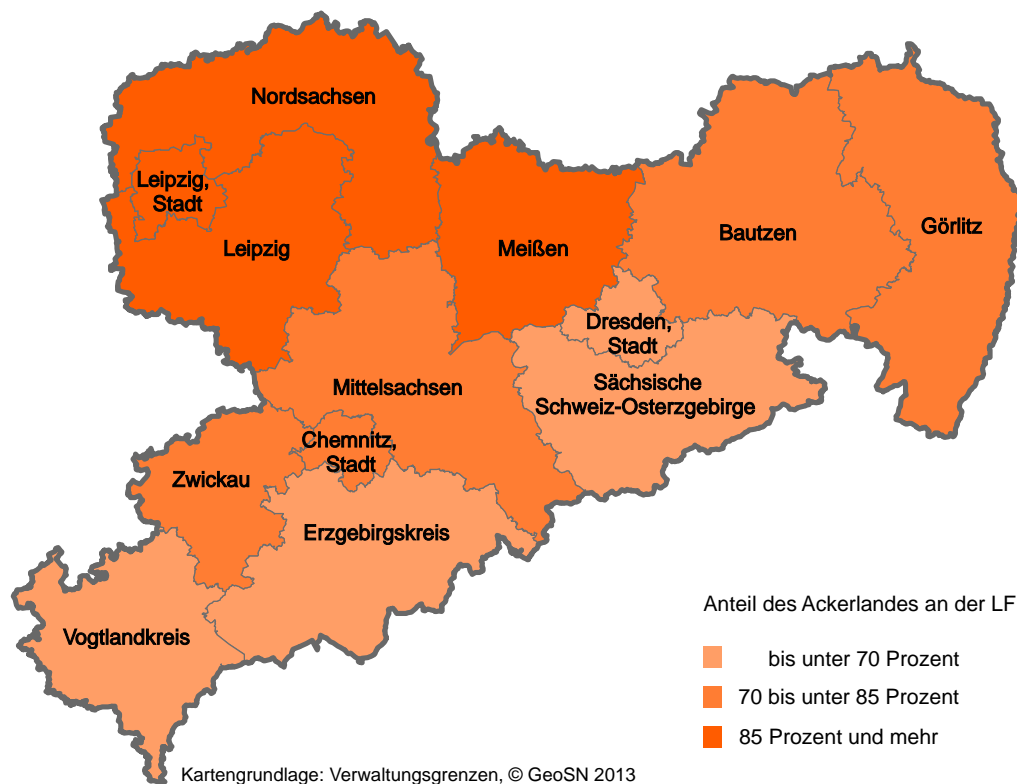 Nordsachsen
Leipzig,
Stadt
Leipzig
Meißen
Bautzen
Görlitz
Dresden,
Stadt
Sächsische
Schweiz-Osterzgebirge
Mittelsachsen
Chemnitz,
Stadt
Zwickau
Erzgebirgskreis
Vogtlandkreis
Anteil des Ackerlandes an der LF
bis unter 70 Prozent
70 bis unter 85 Prozent
85 Prozent und mehr
Kartengrundlage: Verwaltungsgrenzen, © GeoSN 2013